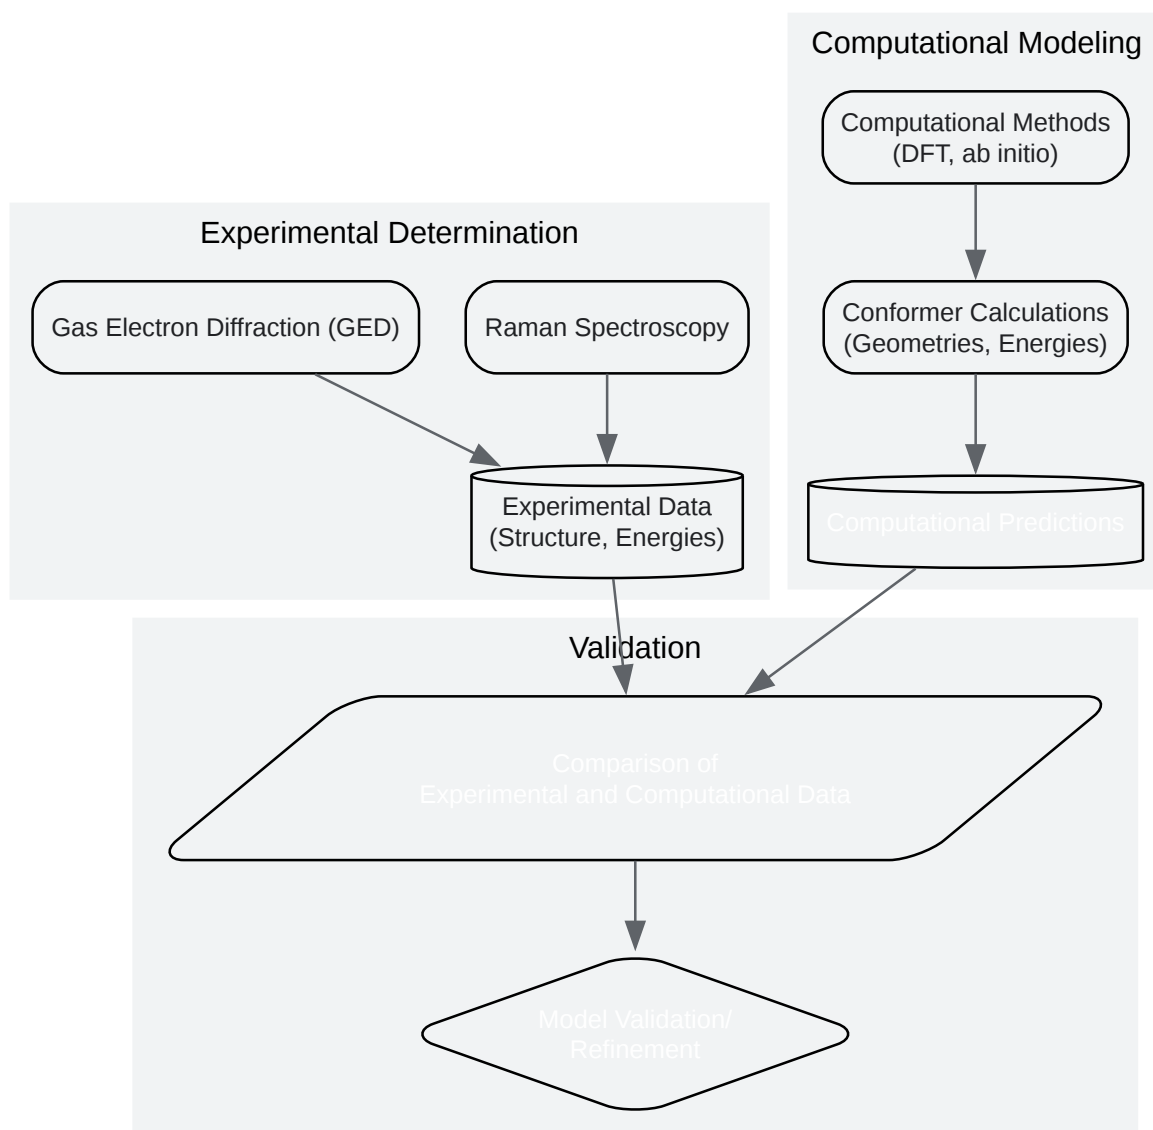 Computational Modeling
Computational Methods
(DFT, ab initio)
Experimental Determination
Gas Electron Diffraction (GED)
Raman Spectroscopy
Conformer Calculations
(Geometries, Energies)
Experimental Data
(Structure, Energies)
Computational Predictions
Validation
Comparison of
Experimental and Computational Data
Model Validation/
Refinement